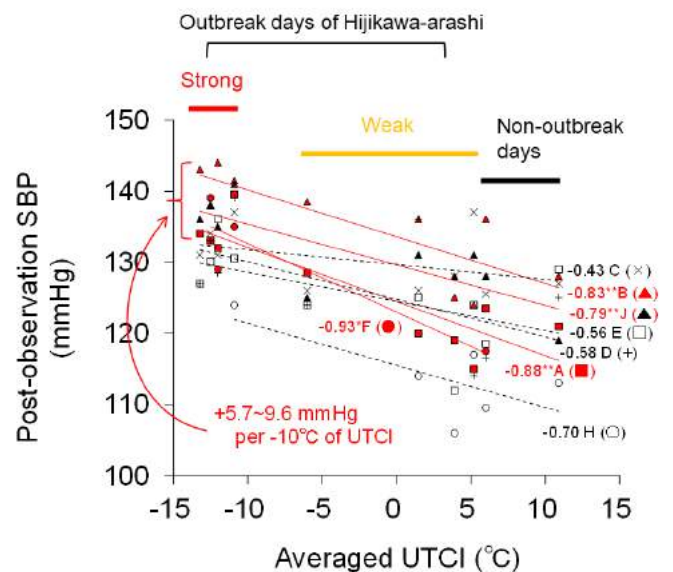 Outbreak days of Hijikawa-arashi
Strong
Weak
Non-outbreak
days
Post-observation SBP
(mmHg)
150
140
130
120
110
100
-0.43 C (×)
-0.83**B (▲)
-0.79**J (▲)
-0.56 E (□)
-0.58 D (+)
-0.93*F (●)
-0.88**A (■)
-0.70 H (○)
+5.7~9.6 mmHg
per -10℃ of UTCI
-15 -10 -5 0 5 10 15
Averaged UTCI (℃)